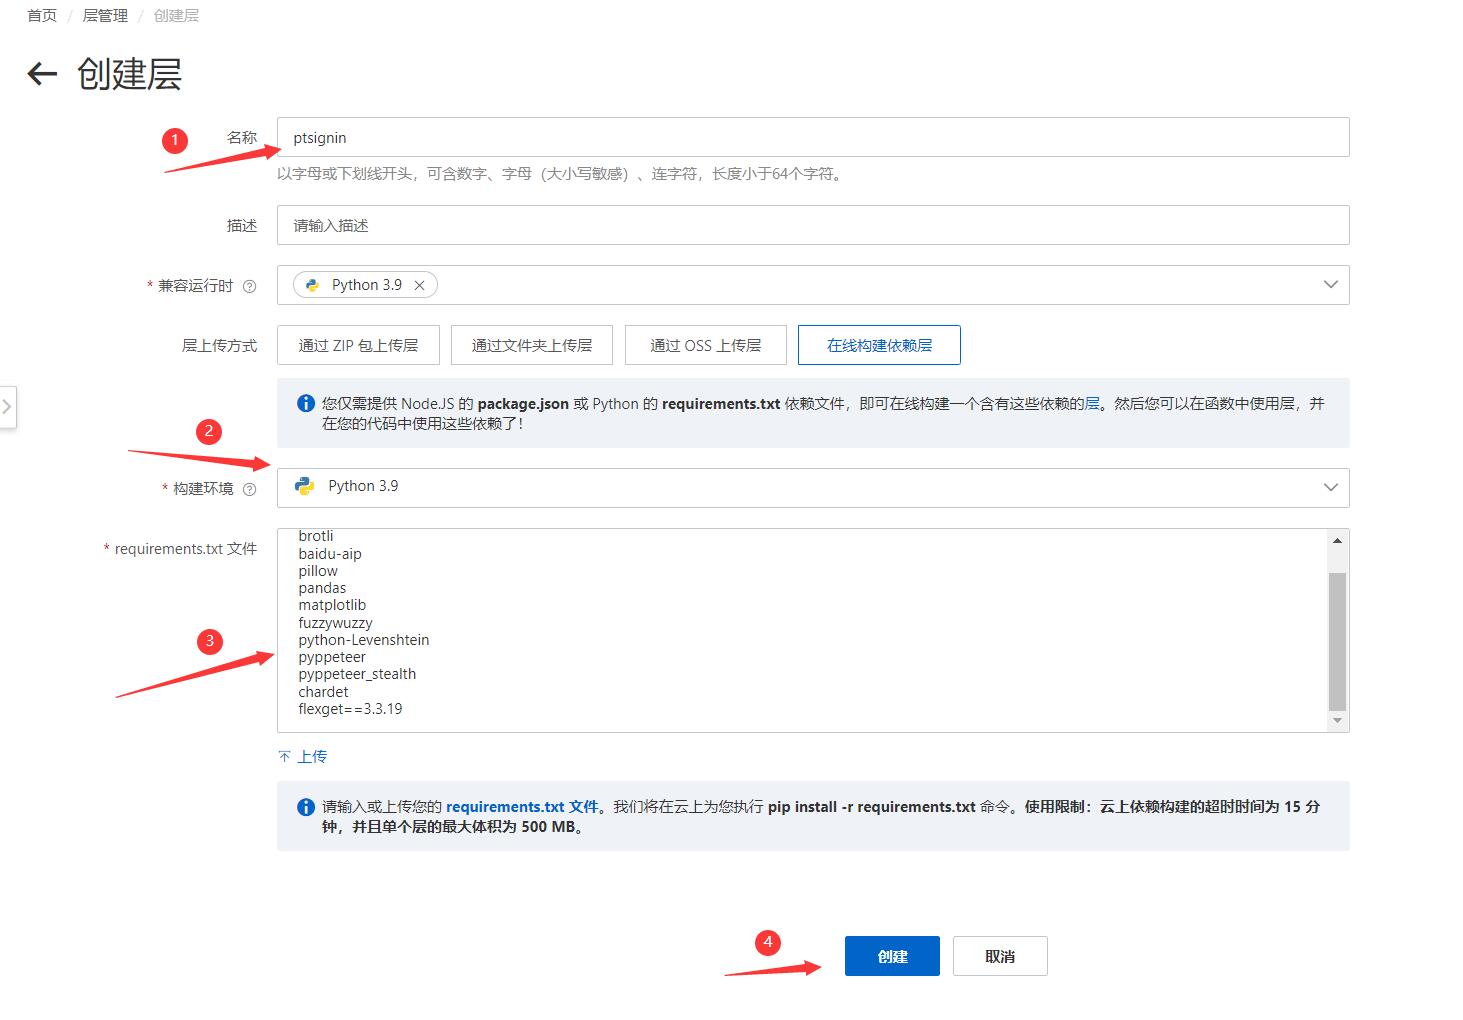 首页 / 层管理 / 创建层
← 创建层
1
名称
ptsignin
以字母或下划线开头，可含数字、字母（大小写敏感）、连字符，长度小于64个字符。
描述
请输入描述
* 兼容运行时
Python 3.9
层上传方式
通过 ZIP 包上传层
通过文件夹上传层
通过 OSS 上传层
在线构建依赖层
您仅需提供 NodeJS 的 package.json 或 Python 的 requirements.txt 依赖文件，即可在线构建一个含有这些依赖的层。然后您可以在函数中使用层，并
在您的代码中使用这些依赖了！
2
* 构建环境
Python 3.9
* requirements.txt 文件
brotli
baidu-aip
pillow
pandas
matplotlib
fuzzywuzzy
python-Levenshtein
pyppeteer
pyppeteer_stealth
chardet
flexget==3.3.19
3
上传
请输入或上传您的 requirements.txt 文件。我们将在云上为您执行 pip install -r requirements.txt 命令。使用限制：云上依赖构建的超时时间为 15 分
钟，并且单个层的最大体积为 500 MB。
4
创建
取消